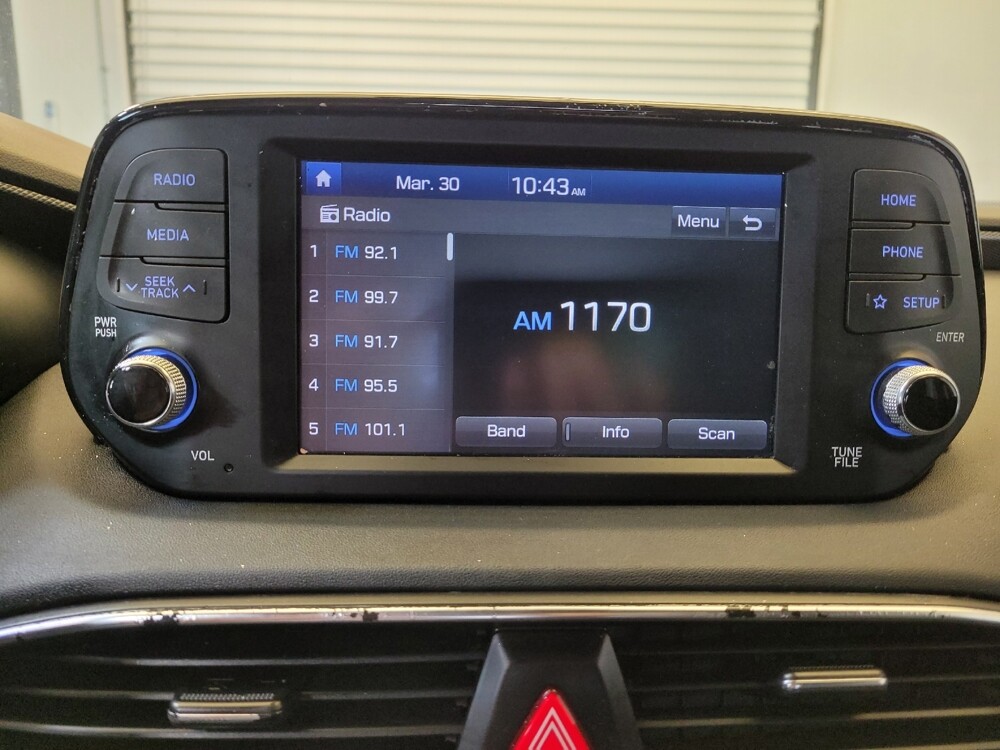 RADIO
MEDIA
SEEK
TRACK
PWR
PUSH
VOL
Mar. 30 10:43 AM
Radio Menu
1 FM 92.1
2 FM 99.7
3 FM 91.7
4 FM 95.5
5 FM 101.1
AM 1170
Band Info Scan
HOME
PHONE
SETUP
ENTER
TUNE
FILE